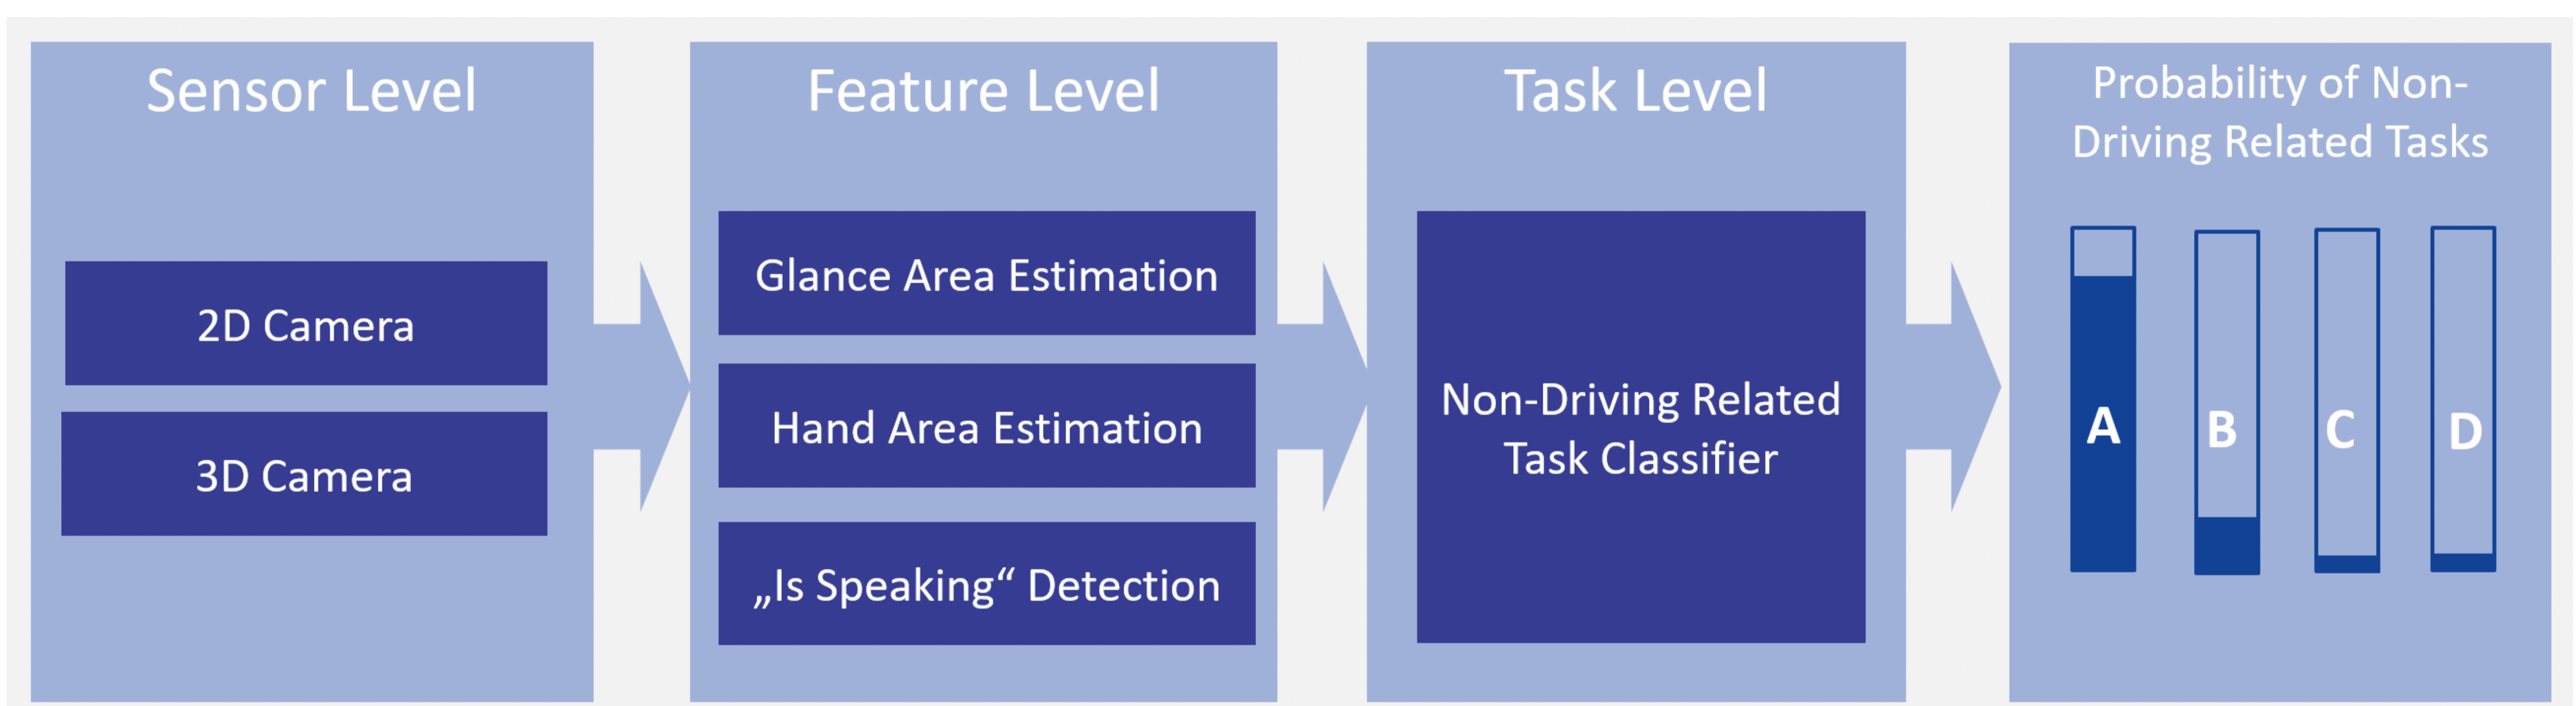 Sensor Level
2D Camera
3D Camera
Feature Level
Glance Area Estimation
Hand Area Estimation
„Is Speaking“ Detection
Task Level
Non-Driving Related
Task Classifier
Probability of Non-
Driving Related Tasks
A
B
C
D